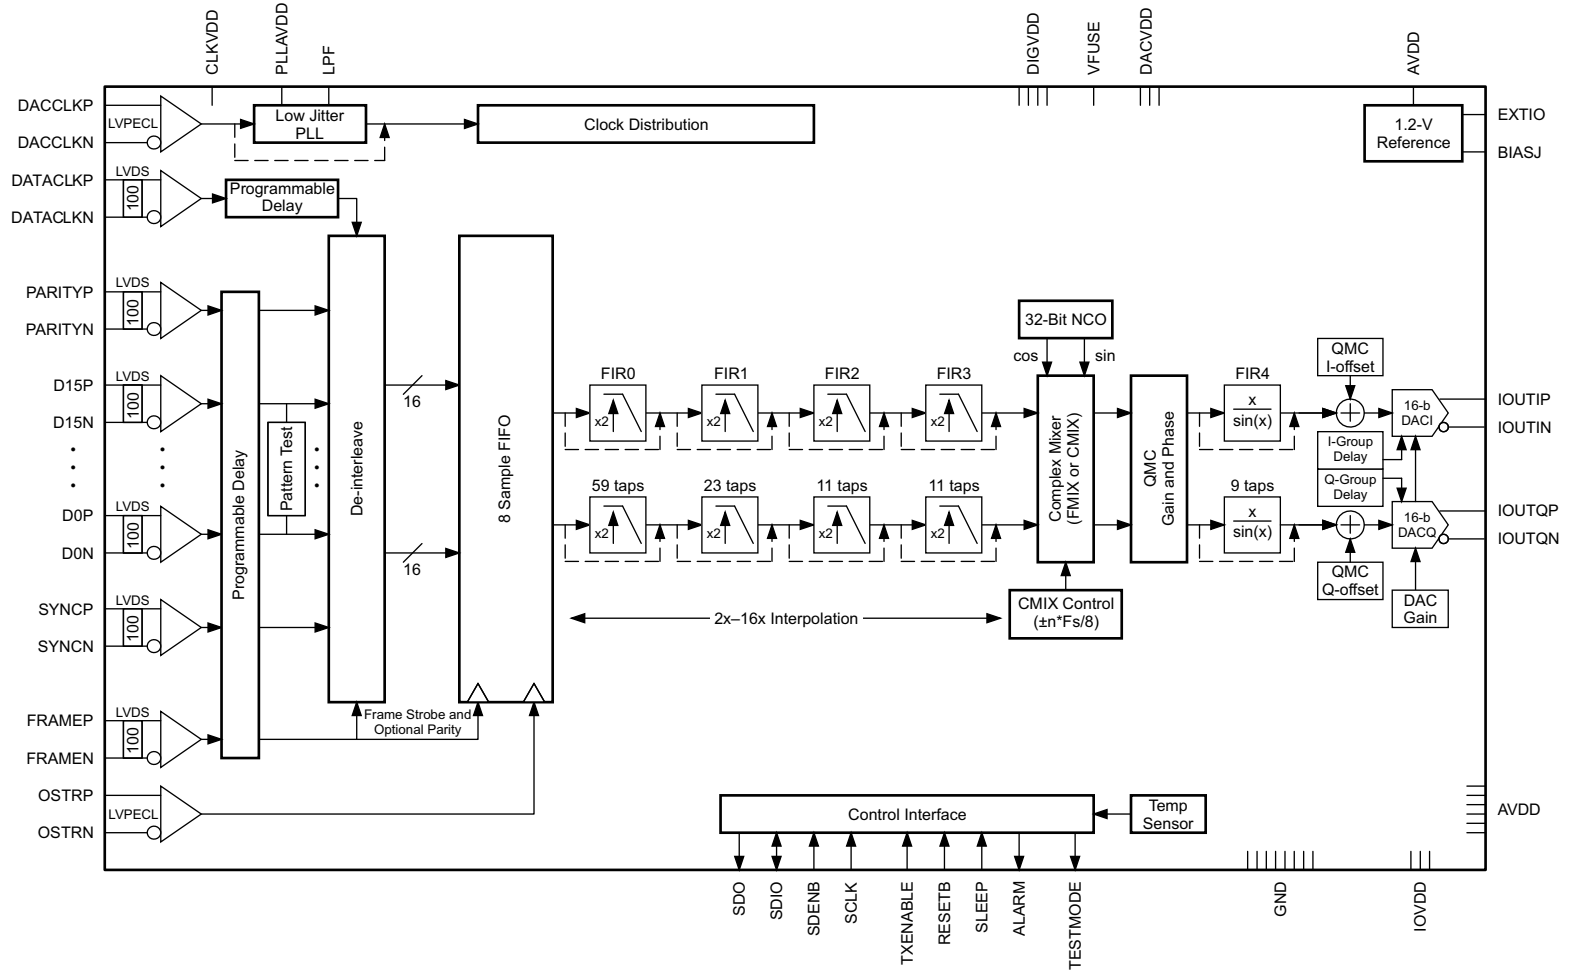 CLKVDD
PLLAVDD
LPF
DIGVDD
VFUSE
DACVDD
AVDD
DACCLKP
LVPECL
DACCLKN
Low Jitter
PLL
Clock Distribution
1.2-V
Reference
EXTIO
BIASJ
DATACLKP
LVDS
100
DATACLKN
Programmable
Delay
PARITYP
LVDS
100
PARITYN
D15P
LVDS
100
D15N
D0P
LVDS
100
D0N
SYNCP
LVDS
100
SYNCN
FRAMEP
LVDS
100
FRAMEN
OSTRP
LVPECL
OSTRN
Programmable Delay
Pattern Test
De-interleave
16
16
Frame Strobe and
Optional Parity
8 Sample FIFO
FIR0
x2
FIR1
x2
FIR2
x2
FIR3
x2
59 taps
x2
23 taps
x2
11 taps
x2
11 taps
x2
2x–16x Interpolation
32-Bit NCO
cos
sin
Complex Mixer
(FMIX or CMIX)
CMIX Control
(±n*Fs/8)
QMC
Gain and Phase
FIR4
x
sin(x)
9 taps
x
sin(x)
QMC
I-offset
16-b
DACI
IOUTIP
IOUTIN
I-Group
Delay
Q-Group
Delay
16-b
DACQ
IOUTQP
IOUTQN
QMC
Q-offset
DAC
Gain
Control Interface
Temp
Sensor
AVDD
SDO
SDIO
SDENB
SCLK
TXENABLE
RESETB
SLEEP
ALARM
TESTMODE
GND
IOVDD